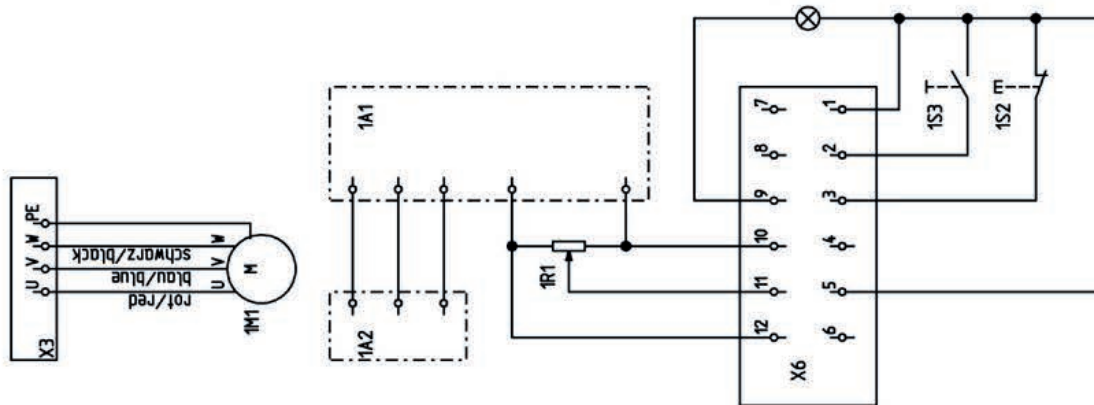 X3
U
V
W
PE
rot/red
blau/blue
schwarz/black
U
V
W
M
1M1
1A1
1A2
1R1
7
8
9
10
11
12
1
2
3
4
5
6
X6
1S3
1S2